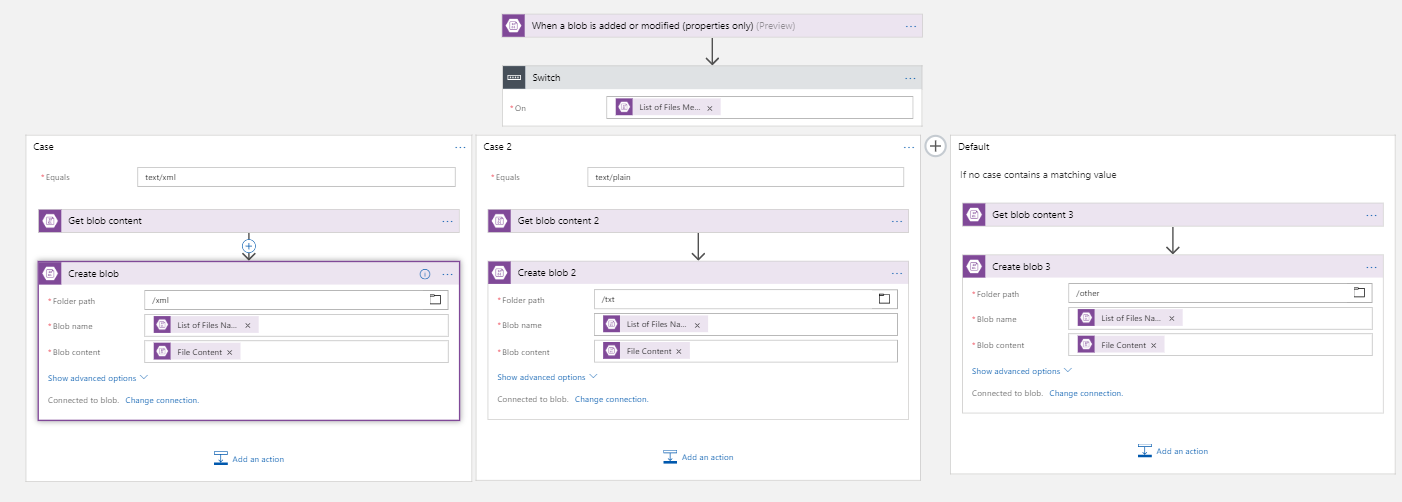 When a blob is added or modified (properties only) (Preview) ...
Switch ...
* On List of Files Me... ×
Case ...
* Equals text/xml
Get blob content ...
Create blob ...
* Folder path /xml
* Blob name List of Files Na... ×
* Blob content File Content ×
Show advanced options
Connected to blob. Change connection.
Add an action
Case 2 ...
* Equals text/plain
Get blob content 2 ...
Create blob 2 ...
* Folder path /txt
* Blob name List of Files Na... ×
* Blob content File Content ×
Show advanced options
Connected to blob. Change connection.
Add an action
Default
If no case contains a matching value
Get blob content 3 ...
Create blob 3 ...
* Folder path /other
* Blob name List of Files Na... ×
* Blob content File Content ×
Show advanced options
Connected to blob. Change connection.
Add an action